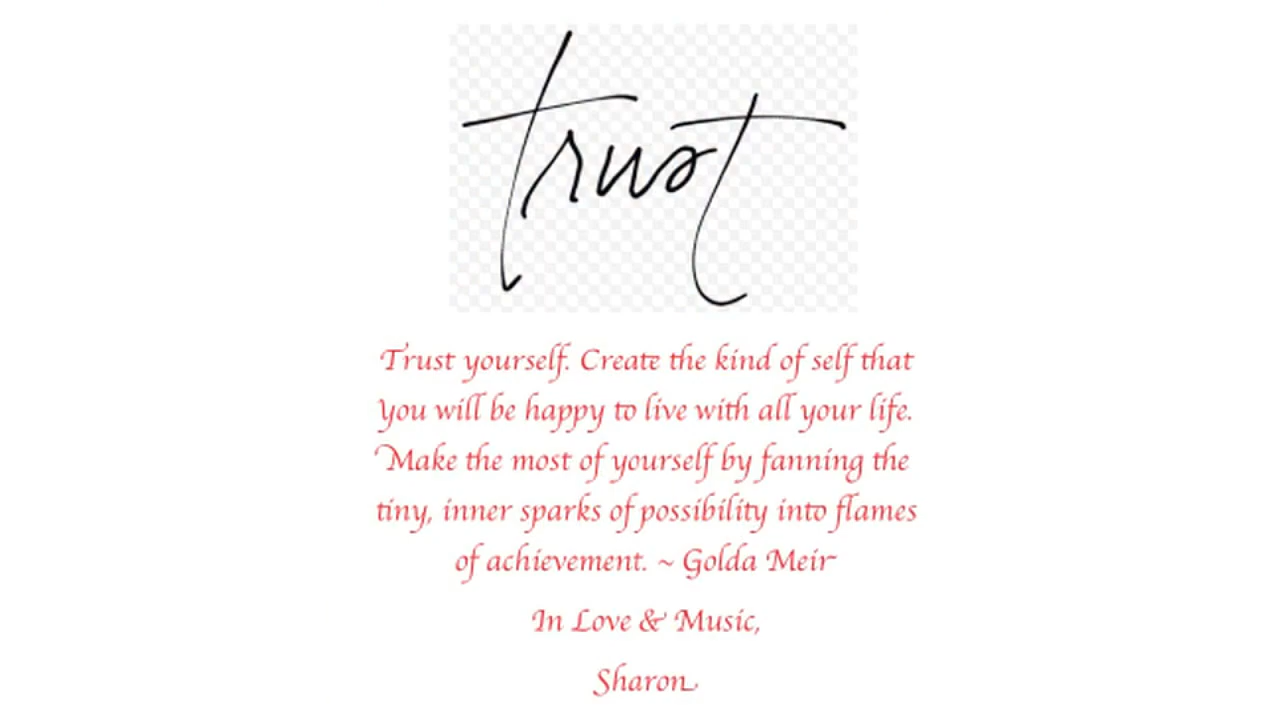 trust
Trust yourself. Create the kind of self that
you will be happy to live with all your life.
Make the most of yourself by fanning the
tiny, inner sparks of possibility into flames
of achievement. ~ Golda Meir
In Love & Music,
Sharon